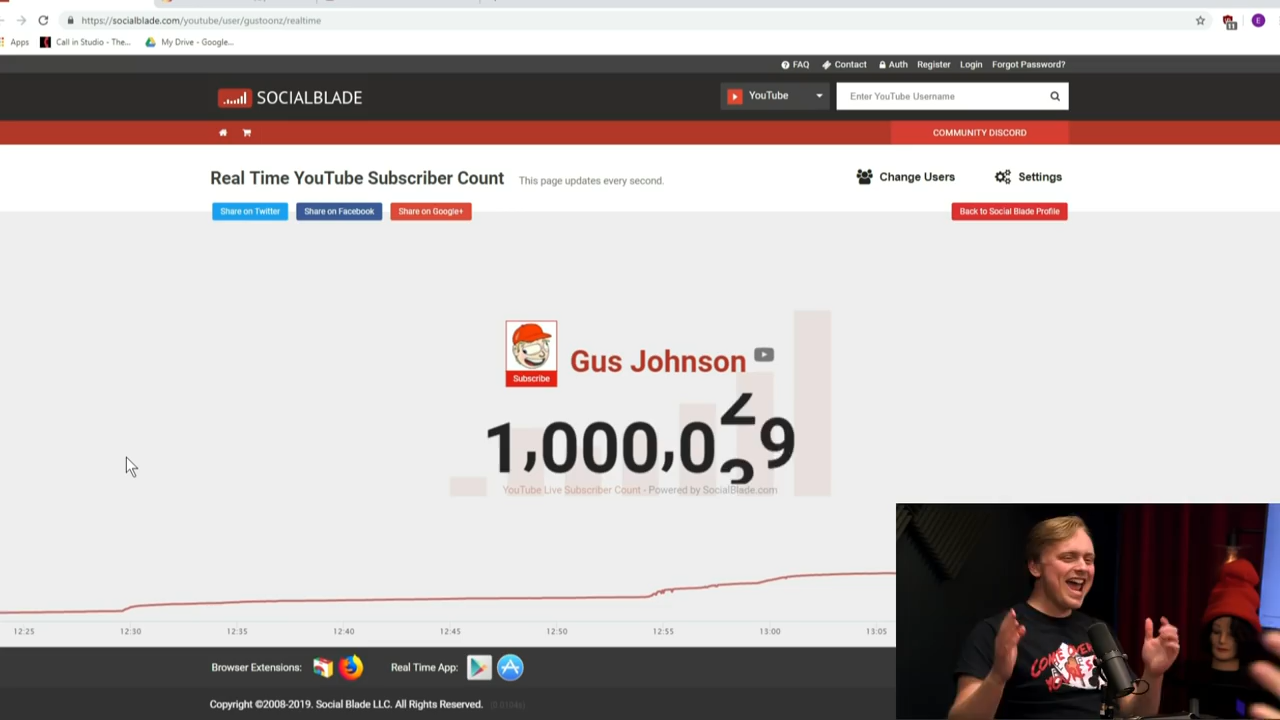 https://socialblade.com/youtube/user/gustoonz/realtime
Apps Call in Studio - The... My Drive - Google...
FAQ Contact Auth Register Login Forgot Password?
SOCIALBLADE YouTube Enter YouTube Username
COMMUNITY DISCORD
Real Time YouTube Subscriber Count This page updates every second. Change Users Settings
Share on Twitter Share on Facebook Share on Google+ Back to Social Blade Profile
Gus Johnson
Subscribe
YouTube Live Subscriber Count - Powered by SocialBlade.com
12:25 12:30 12:35 12:40 12:45 12:50 12:55 13:00 13:05
Browser Extensions: Real Time App:
Copyright ©2008-2019. Social Blade LLC. All Rights Reserved.
COME OVER